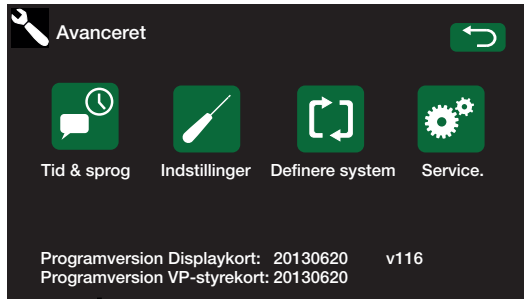 Avanceret
Tid & sprog Indstillinger Definere system Service.
Programversion Displaykort: 20130620 v116
Programversion VP-styrekort: 20130620